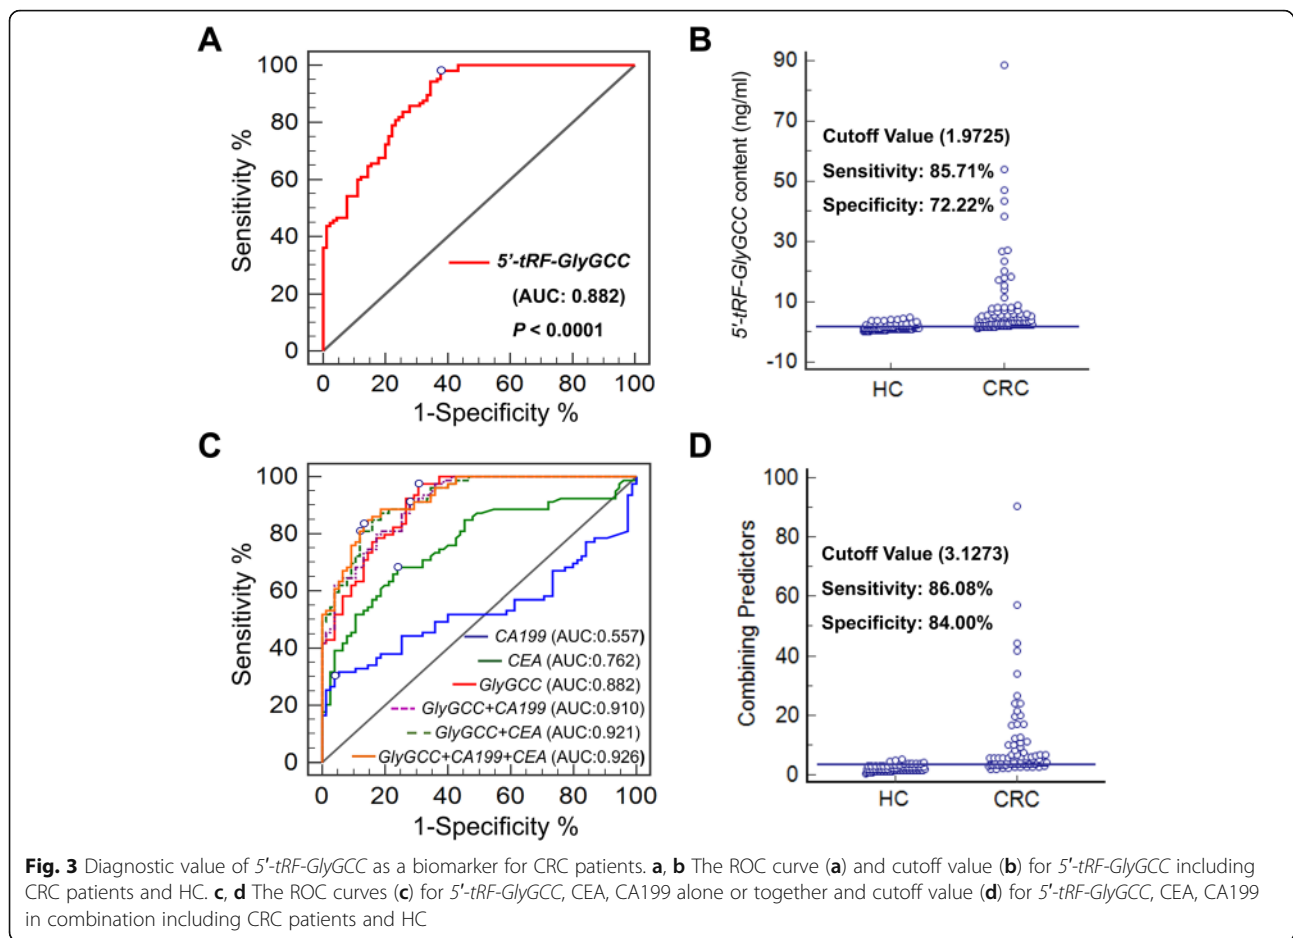 A
100
80
60
40
20
0
Sensitivity %
5'-tRF-GlyGCC
(AUC: 0.882)
P < 0.0001
0 20 40 60 80 100
1-Specificity %
B
90
70
50
30
10
-10
5'-tRF-GlyGCC content (ng/ml)
Cutoff Value (1.9725)
Sensitivity: 85.71%
Specificity: 72.22%
HC CRC
C
100
80
60
40
20
0
Sensitivity %
CA199 (AUC:0.557)
CEA (AUC:0.762)
GlyGCC (AUC:0.882)
GlyGCC+CA199 (AUC:0.910)
GlyGCC+CEA (AUC:0.921)
GlyGCC+CA199+CEA (AUC:0.926)
0 20 40 60 80 100
1-Specificity %
D
100
80
60
40
20
0
Combining Predictors
Cutoff Value (3.1273)
Sensitivity: 86.08%
Specificity: 84.00%
HC CRC
Fig. 3 Diagnostic value of 5'-tRF-GlyGCC as a biomarker for CRC patients. a, b The ROC curve (a) and cutoff value (b) for 5'-tRF-GlyGCC including
CRC patients and HC. c, d The ROC curves (c) for 5'-tRF-GlyGCC, CEA, CA199 alone or together and cutoff value (d) for 5'-tRF-GlyGCC, CEA, CA199
in combination including CRC patients and HC